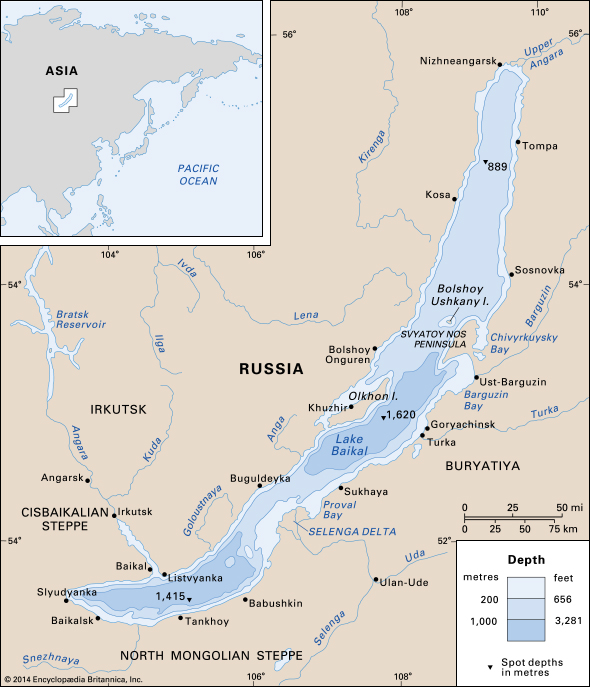 108°
110°
56°
56°
ASIA
PACIFIC
OCEAN
Nizhneangarsk
Upper
Angara
Kirenga
Tompa
889
Kosa
104°
106°
54°
54°
Ivda
Sosnovka
Bolshoy
Ushkany I.
Barguzin
Bratsk
Reservoir
Lena
SVYATOY NOS
PENINSULA
Chivyrkuysky
Bay
Ilga
Bolshoy
Onguren
RUSSIA
Ust-Barguzin
Olkhon I.
Barguzin
Bay
IRKUTSK
Khuzhir
1,620
Turka
Anga
Goryachinsk
Turka
Angara
Kuda
Lake
Baikal
BURYATIYA
Angarsk
Buguldeyka
Sukhaya
Goloustnaya
CISBAIKALIAN
STEPPE
Irkutsk
Proval
Bay
0 25 50 mi
0 25 50 75 km
SELENGA DELTA
54°
52°
Uda
Baikal
Listvyanka
Ulan-Ude
Slyudyanka
1,415
Babushkin
Baikalsk
Tankhoy
Selenga
Snezhnaya
NORTH MONGOLIAN STEPPE
Depth
metres feet
200 656
1,000 3,281
Spot depths
in metres
© 2014 Encyclopædia Britannica, Inc.
106°
108°